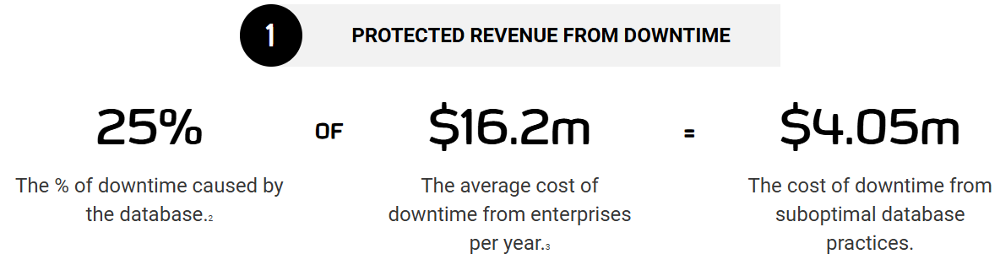 1 PROTECTED REVENUE FROM DOWNTIME
25% OF $16.2m = $4.05m
The % of downtime caused by
the database.2
The average cost of
downtime from enterprises
per year.3
The cost of downtime from
suboptimal database
practices.